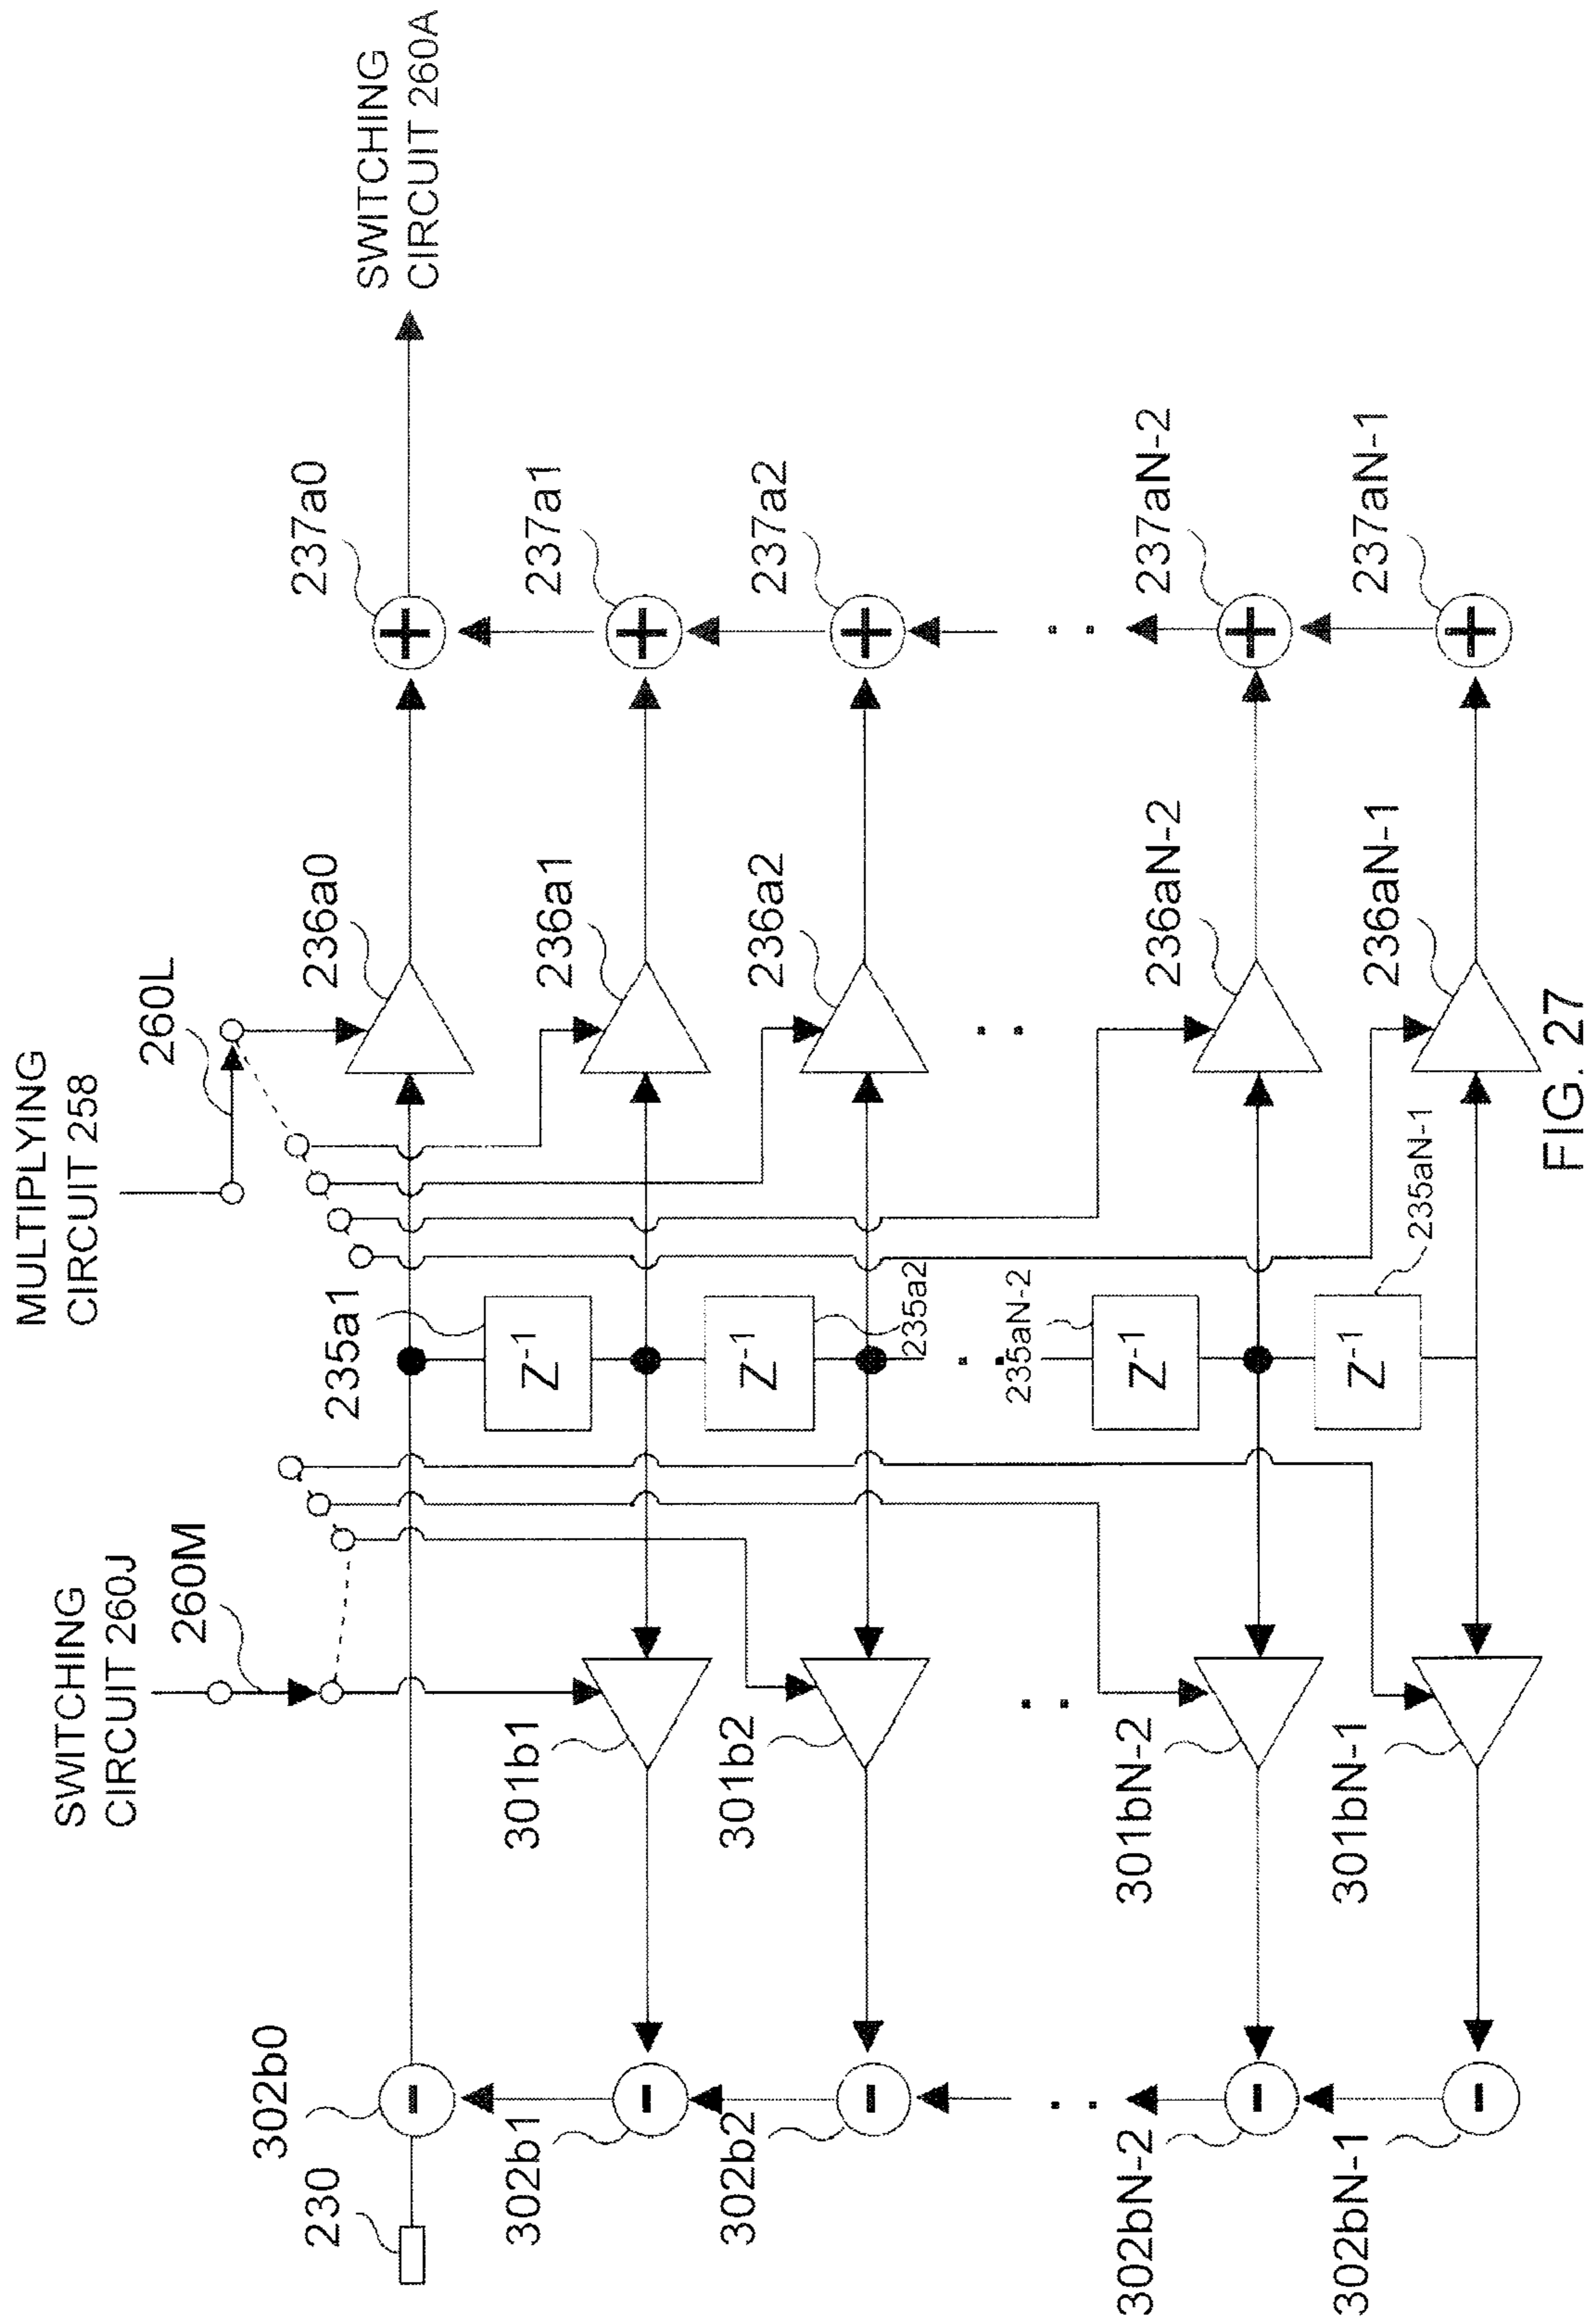 SWITCHING
CIRCUIT 260J
MULTIPLYING
CIRCUIT 258
SWITCHING
CIRCUIT 260A
260M
260L
230
302b0
235a1
236a0
237a0
302b1
301b1
Z-1
236a1
237a1
302b2
301b2
Z-1
235a2
236a2
237a2
302bN-2
301bN-2
235aN-2
Z-1
236aN-2
237aN-2
302bN-1
301bN-1
Z-1
235aN-1
236aN-1
237aN-1
FIG. 27